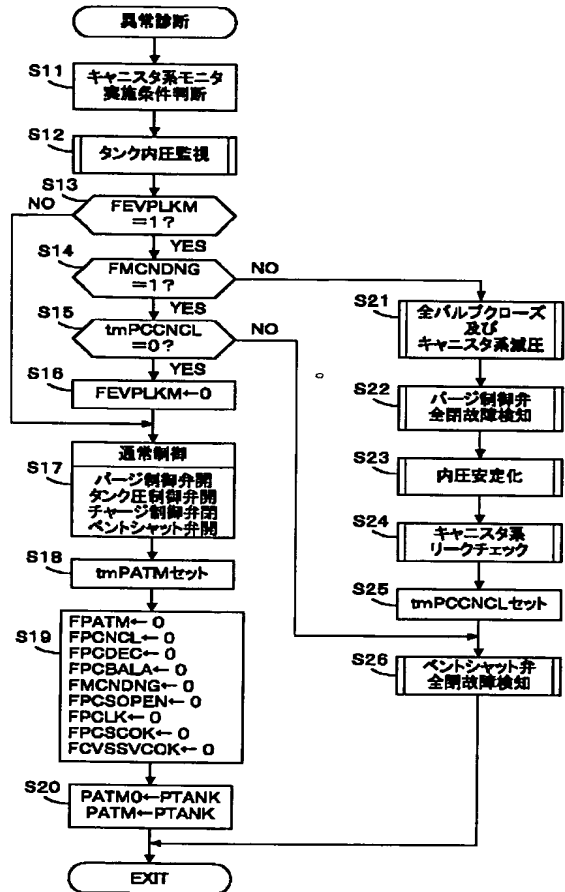 異常診断
S11
キャニスタ系モニタ
実施条件判断
S12
タンク内圧監視
S13
FEVPLKM
=1?
NO
YES
S14
FMCNDNG
=1?
NO
YES
S15
tmPCCNCL
=0?
NO
YES
S16
FEVPLKM←0
S17
通常制御
パージ制御弁開
タンク圧制御弁開
チャージ制御弁閉
ベントシャット弁開
S18
tmPATMセット
S19
FPATM←0
FPCNCL←0
FPCDEC←0
FPCBALA←0
FMCNDNG←0
FPCSOPEN←0
FPCLK←0
FPCSCOK←0
FCVSSVCOK←0
S20
PATM0←PTANK
PATM←PTANK
EXIT
S21
全バルブクローズ
及び
キャニスタ系減圧
S22
パージ制御弁
全閉故障検知
S23
内圧安定化
S24
キャニスタ系
リークチェック
S25
tmPCCNCLセット
S26
ベントシャット弁
全閉故障検知